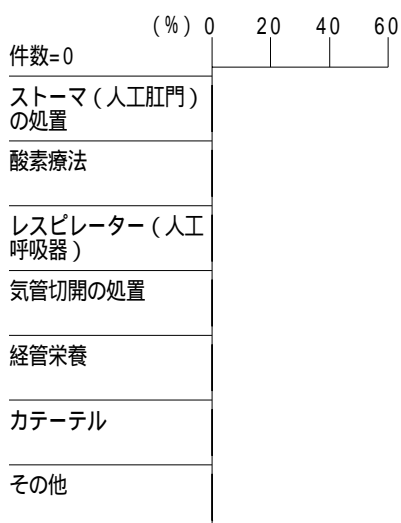 (%) 0 20 40 60
件数=0
ストーマ(人工肛門)
の処置
酸素療法
レスピレーター(人工
呼吸器)
気管切開の処置
経管栄養
カテーテル
その他